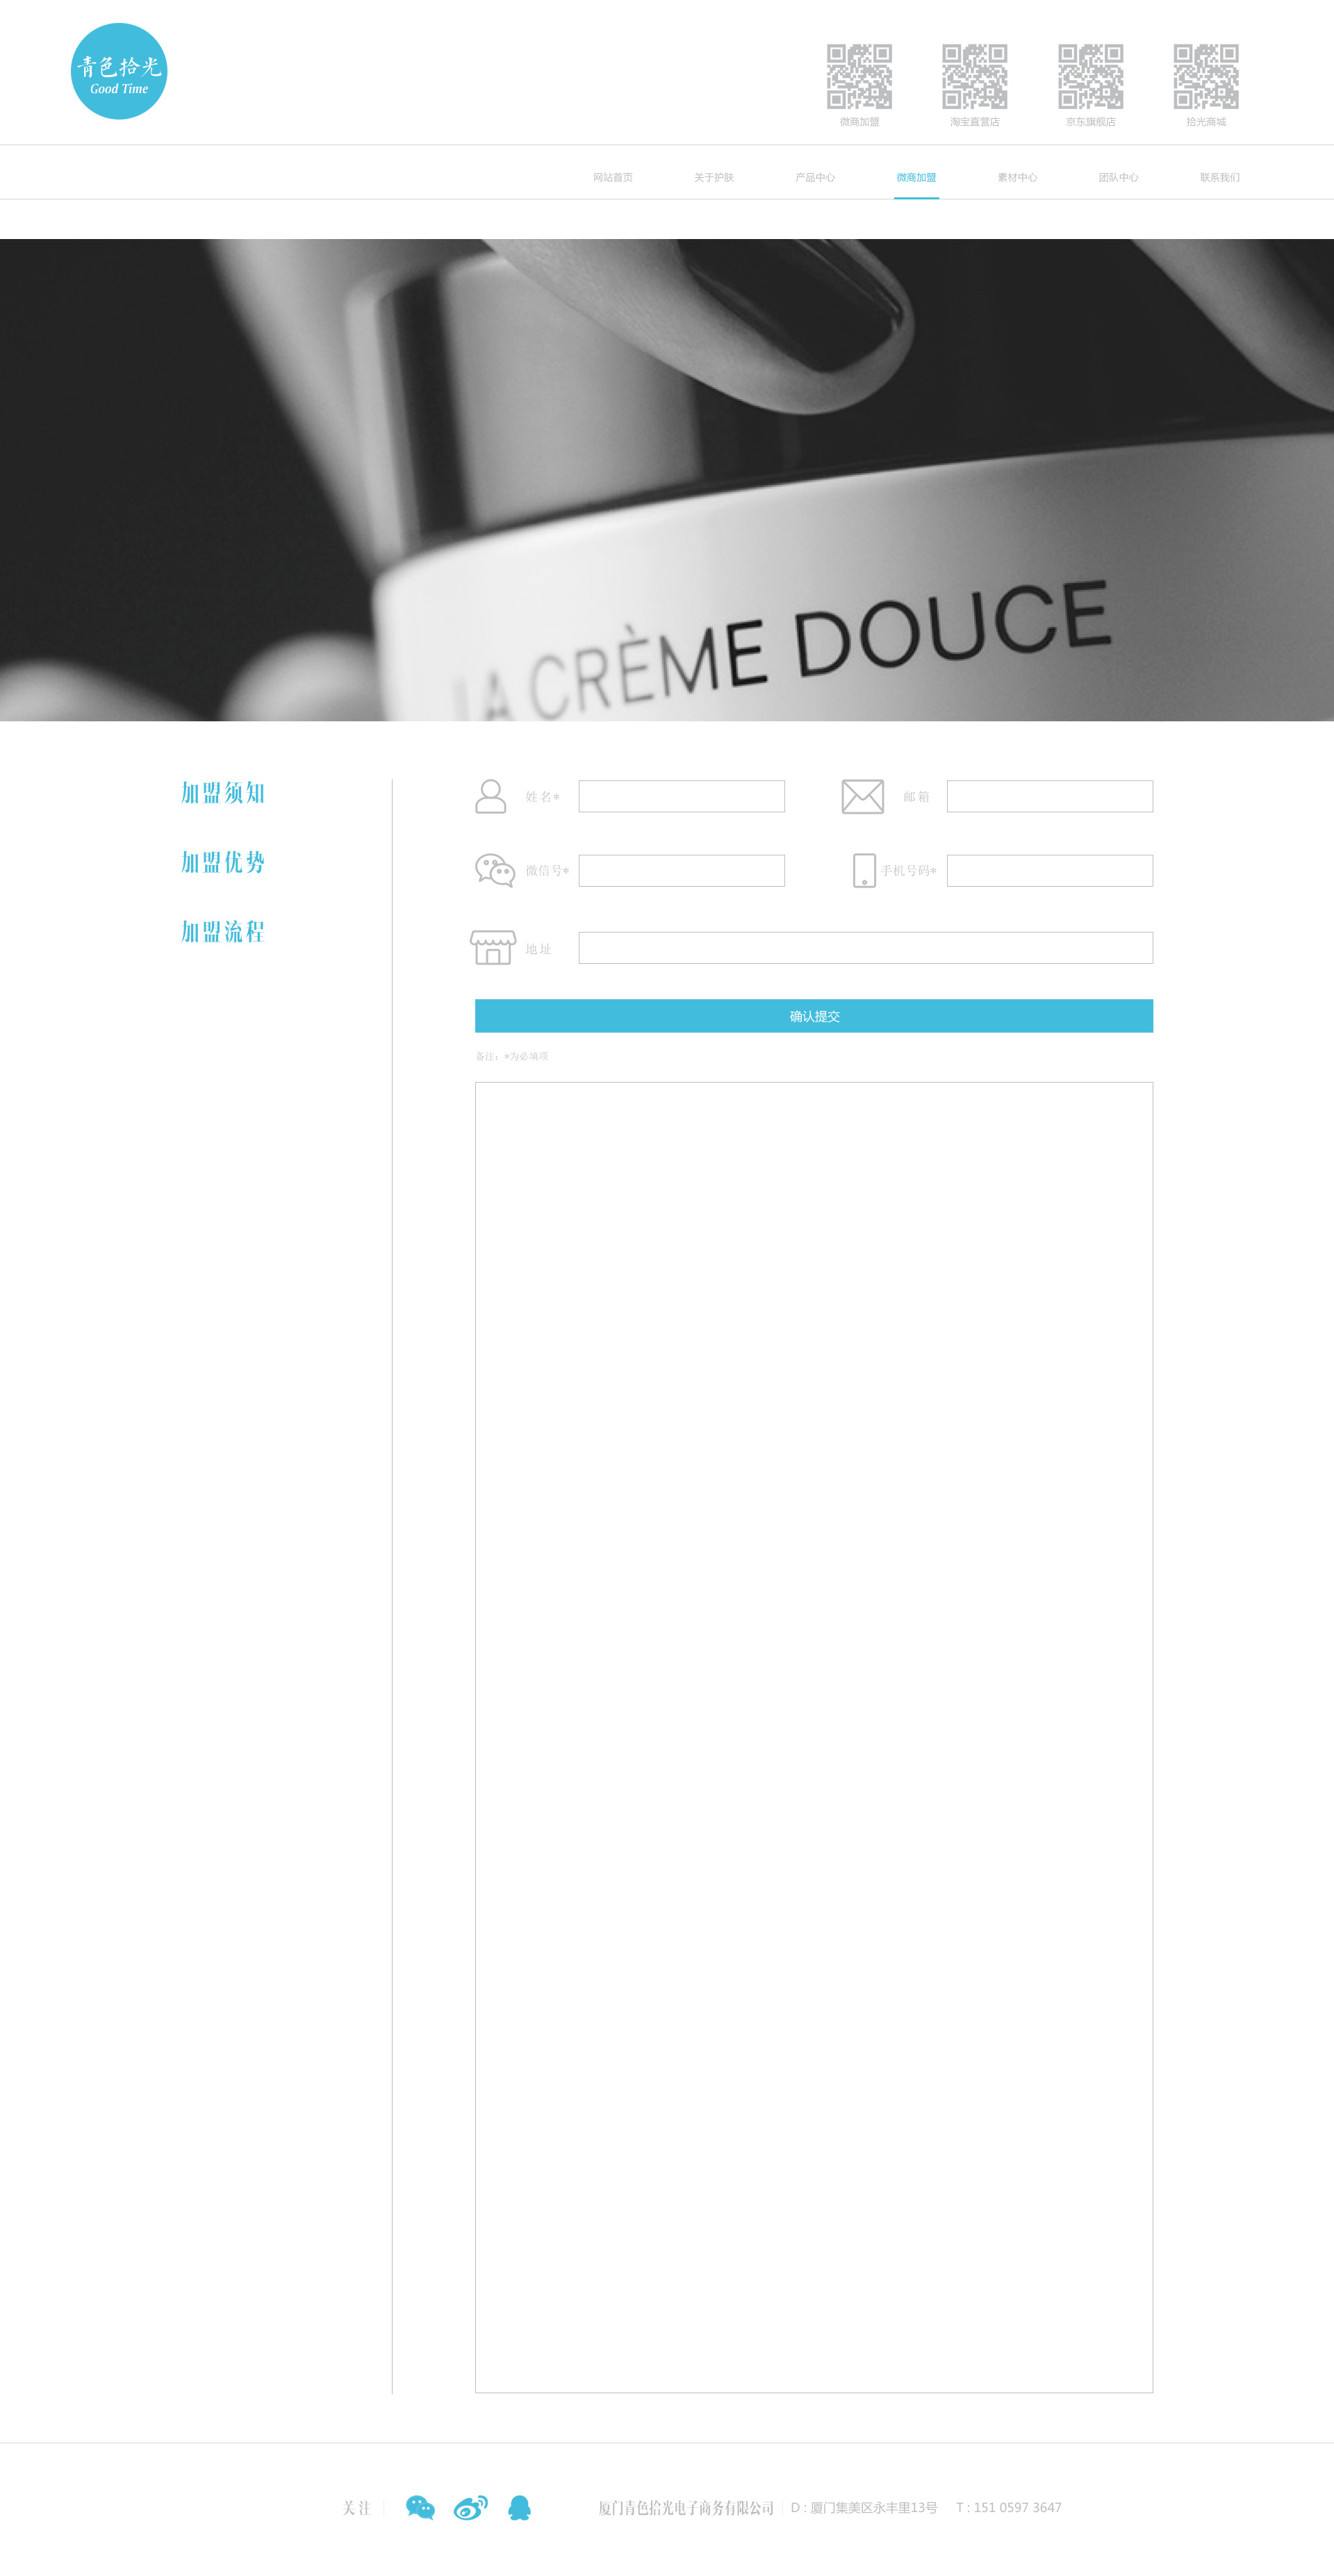 青色拾光
Good Time
微商加盟
淘宝直营店
京东旗舰店
拾光商城
网站首页
关于护肤
产品中心
微商加盟
素材中心
团队中心
联系我们
LA CRÈME DOUCE
加盟须知
加盟优势
加盟流程
姓名*
邮箱
微信号*
手机号码*
地址
确认提交
备注：*为必填项
关注
厦门青色拾光电子商务有限公司
D : 厦门集美区永丰里13号
T : 151 0597 3647